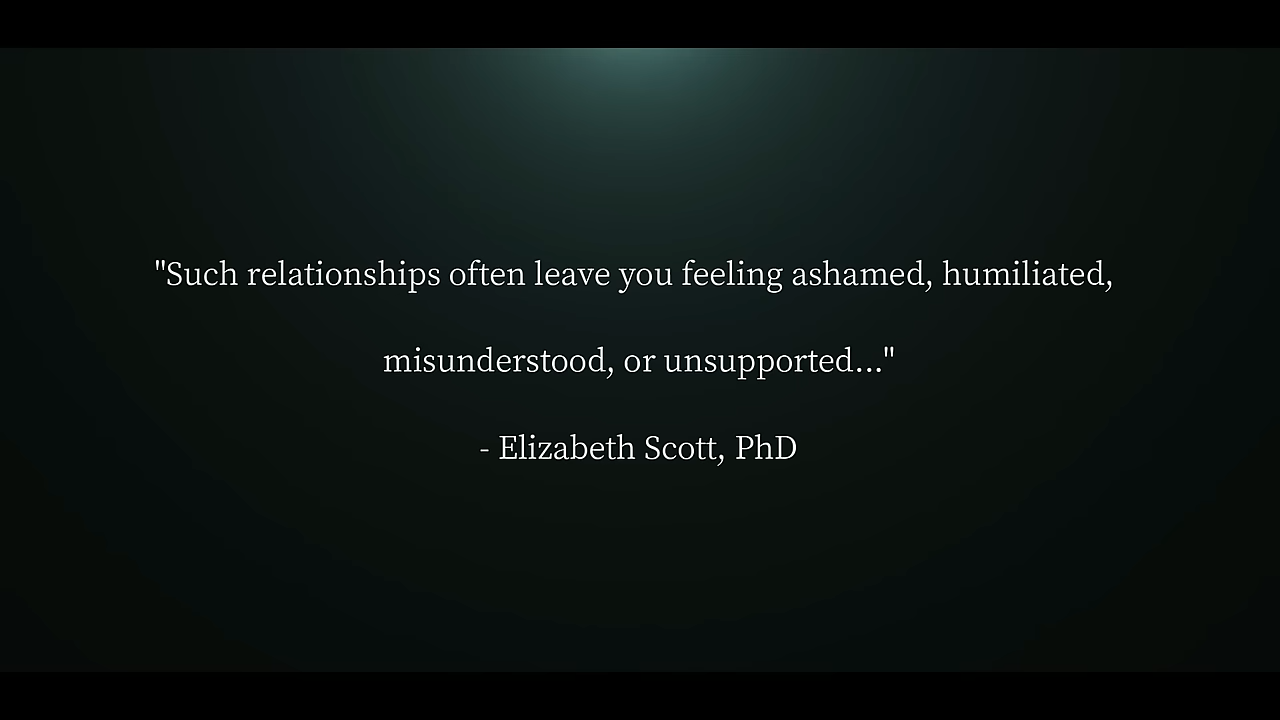 "Such relationships often leave you feeling ashamed, humiliated,
misunderstood, or unsupported..."
- Elizabeth Scott, PhD